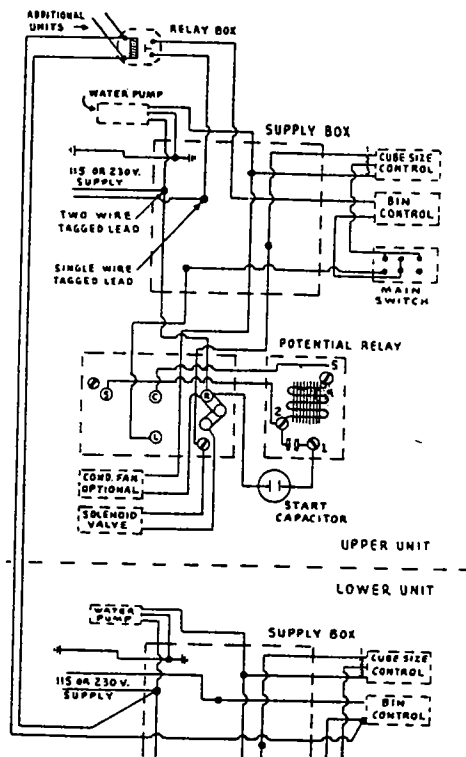 ADDITIONAL
UNITS
RELAY BOX
WATER PUMP
SUPPLY BOX
CUBE SIZE
CONTROL
115 OR 230 V.
SUPPLY
BIN
CONTROL
TWO WIRE
TAGGED LEAD
SINGLE WIRE
TAGGED LEAD
MAIN
SWITCH
POTENTIAL RELAY
5
S
C
R
2
L
1
COND. FAN
OPTIONAL
START
CAPACITOR
SOLENOID
VALVE
UPPER UNIT
LOWER UNIT
WATER
PUMP
SUPPLY BOX
CUBE SIZE
CONTROL
115 OR 230 V.
SUPPLY
BIN
CONTROL